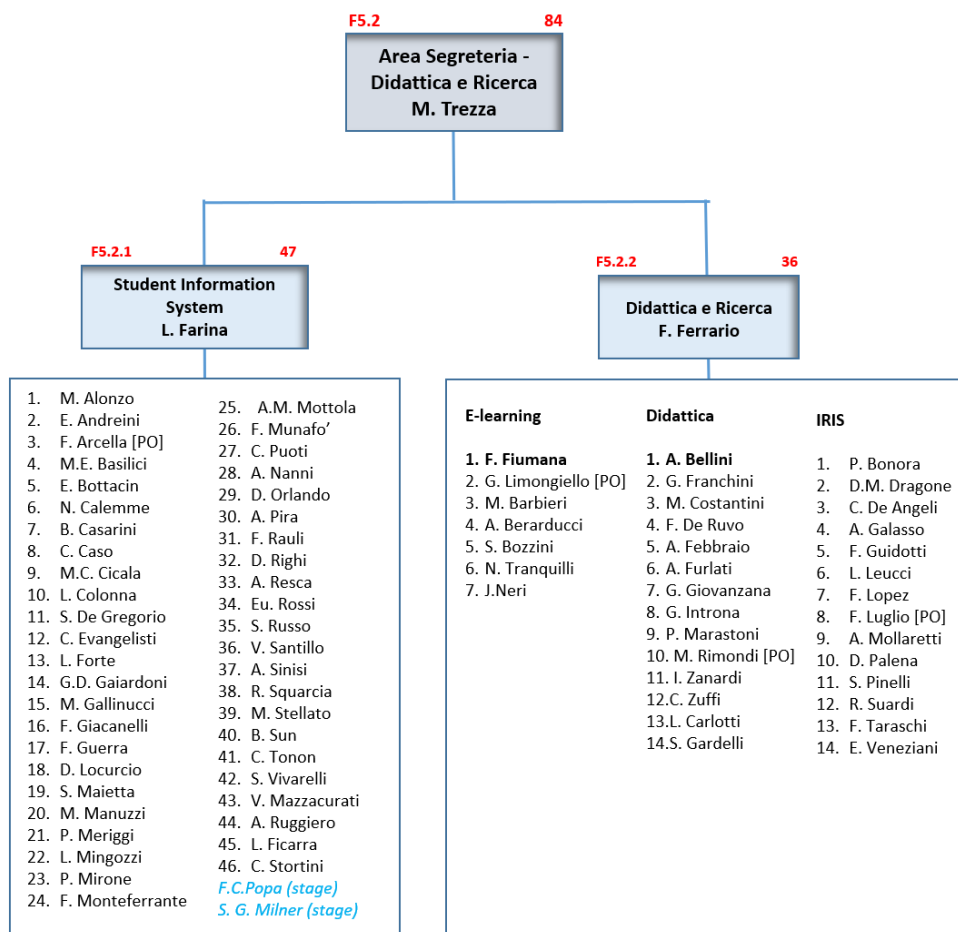 F5.2 84
Area Segreteria -
Didattica e Ricerca
M. Trezza
F5.2.1 47
Student Information
System
L. Farina
F5.2.2 36
Didattica e Ricerca
F. Ferrario
1. M. Alonzo
2. E. Andreini
3. F. Arcella [PO]
4. M.E. Basilici
5. E. Bottacin
6. N. Calemme
7. B. Casarini
8. C. Caso
9. M.C. Cicala
10. L. Colonna
11. S. De Gregorio
12. C. Evangelisti
13. L. Forte
14. G.D. Gaiardoni
15. M. Gallinucci
16. F. Giacanelli
17. F. Guerra
18. D. Locurcio
19. S. Maietta
20. M. Manuzzi
21. P. Meriggi
22. L. Mingozzi
23. P. Mirone
24. F. Monteferrante
25. A.M. Mottola
26. F. Munafo’
27. C. Puoti
28. A. Nanni
29. D. Orlando
30. A. Pira
31. F. Rauli
32. D. Righi
33. A. Resca
34. Eu. Rossi
35. S. Russo
36. V. Santillo
37. A. Sinisi
38. R. Squarcia
39. M. Stellato
40. B. Sun
41. C. Tonon
42. S. Vivarelli
43. V. Mazzacurati
44. A. Ruggiero
45. L. Ficarra
46. C. Stortini
F.C.Popa (stage)
S. G. Milner (stage)
E-learning
1. F. Fiumana
2. G. Limongiello [PO]
3. M. Barbieri
4. A. Berarducci
5. S. Bozzini
6. N. Tranquilli
7. J.Neri
Didattica
1. A. Bellini
2. G. Franchini
3. M. Costantini
4. F. De Ruvo
5. A. Febbraio
6. A. Furlati
7. G. Giovanzana
8. G. Introna
9. P. Marastoni
10. M. Rimondi [PO]
11. I. Zanardi
12.C. Zuffi
13.L. Carlotti
14.S. Gardelli
IRIS
1. P. Bonora
2. D.M. Dragone
3. C. De Angeli
4. A. Galasso
5. F. Guidotti
6. L. Leucci
7. F. Lopez
8. F. Luglio [PO]
9. A. Mollaretti
10. D. Palena
11. S. Pinelli
12. R. Suardi
13. F. Taraschi
14. E. Veneziani